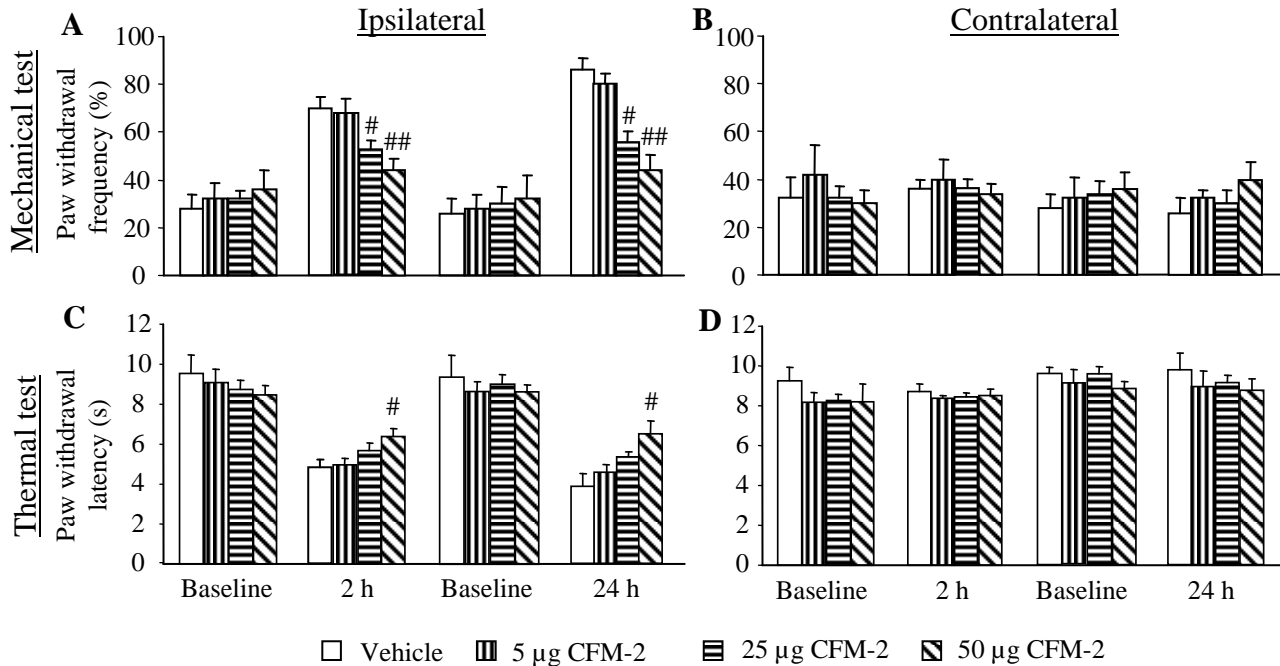 A
Ipsilateral
B
Contralateral
Mechanical test
Paw withdrawal
frequency (%)
100
80
60
40
20
0
#
##
#
##
100
80
60
40
20
0
C
D
Thermal test
Paw withdrawal
latency (s)
12
10
8
6
4
2
0
#
#
12
10
8
6
4
2
0
Baseline
2 h
Baseline
24 h
Baseline
2 h
Baseline
24 h
Vehicle
5 µg CFM-2
25 µg CFM-2
50 µg CFM-2